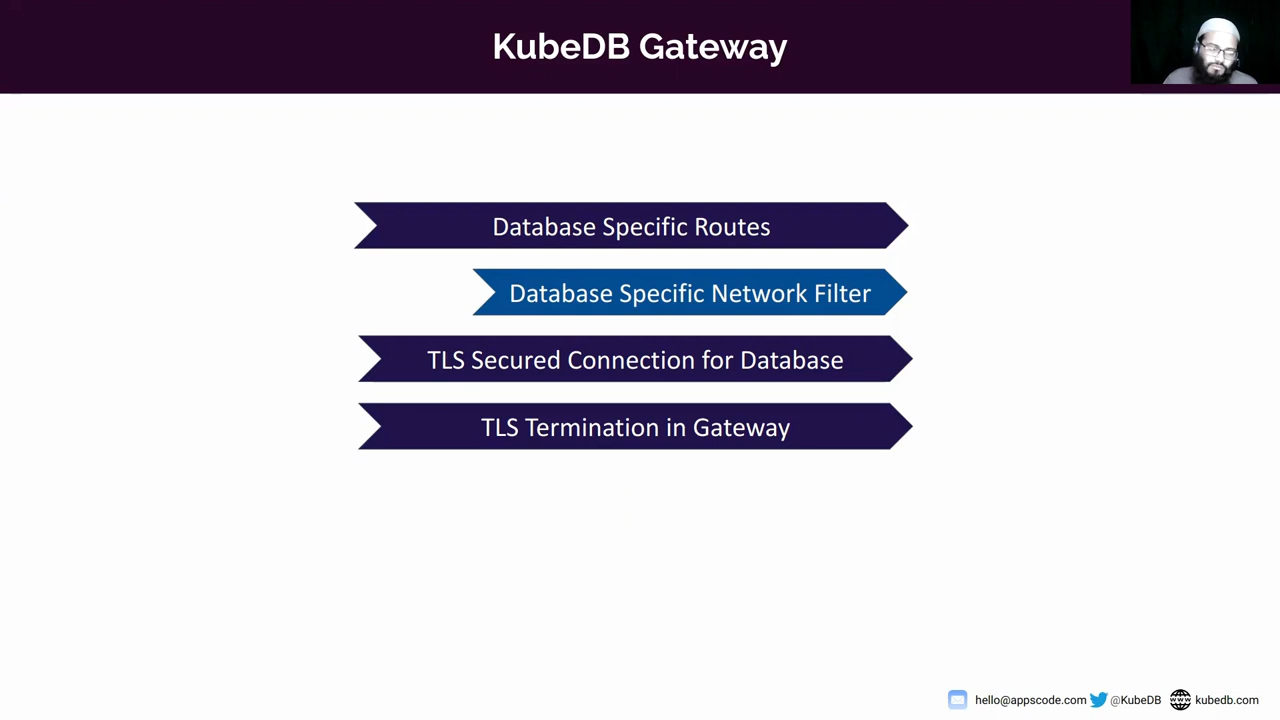 KubeDB Gateway
Database Specific Routes
Database Specific Network Filter
TLS Secured Connection for Database
TLS Termination in Gateway
hello@appscode.com @KubeDB www kubedb.com